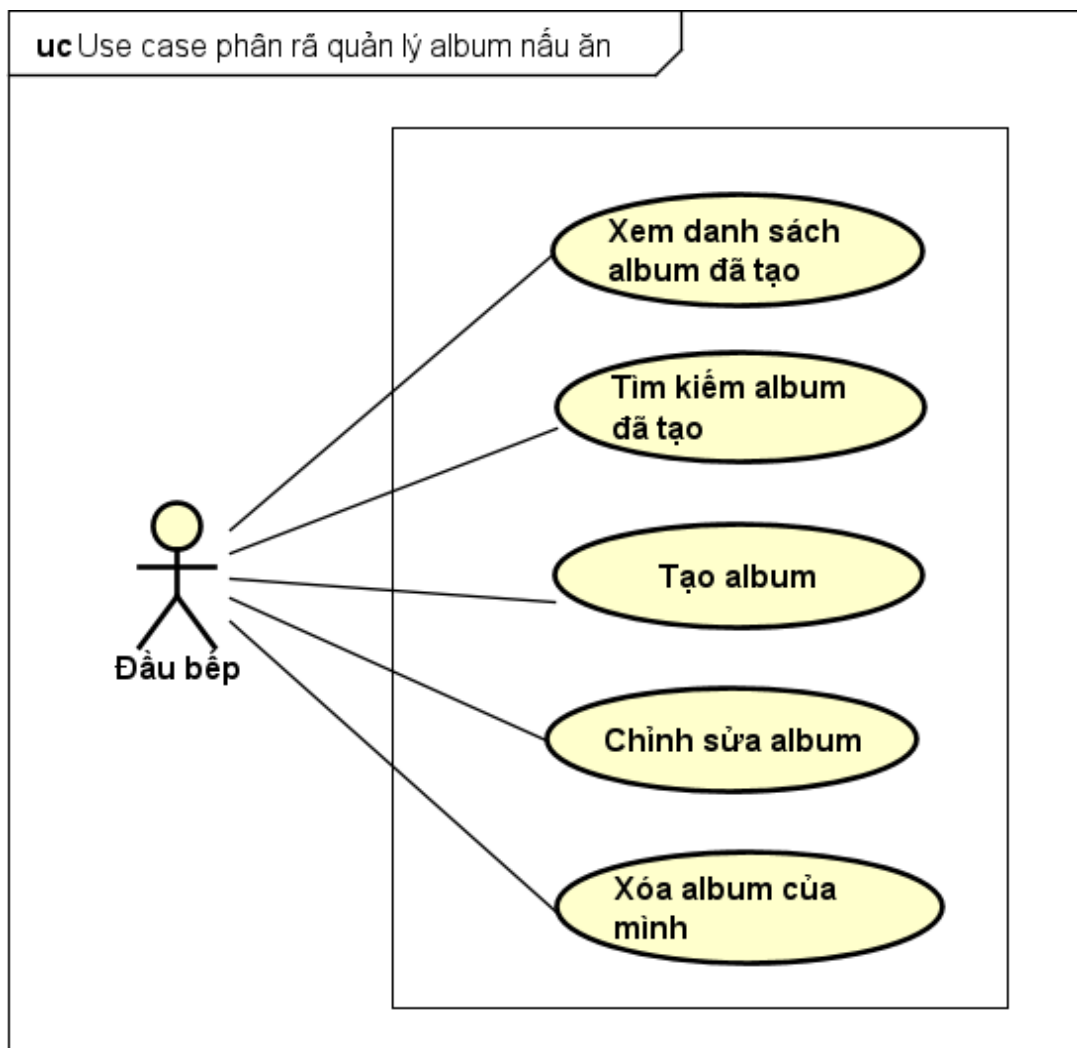 uc Use case phân rã quản lý album nấu ăn
Xem danh sách
album đã tạo
Tìm kiếm album
đã tạo
Tạo album
Đầu bếp
Chỉnh sửa album
Xóa album của
mình